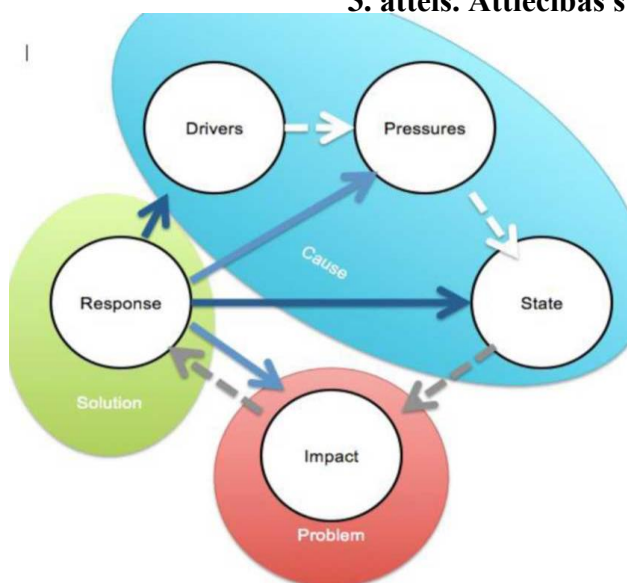 3. attēls. Attiecības s
Drivers
Pressures
Cause
Response
State
Solution
Impact
Problem